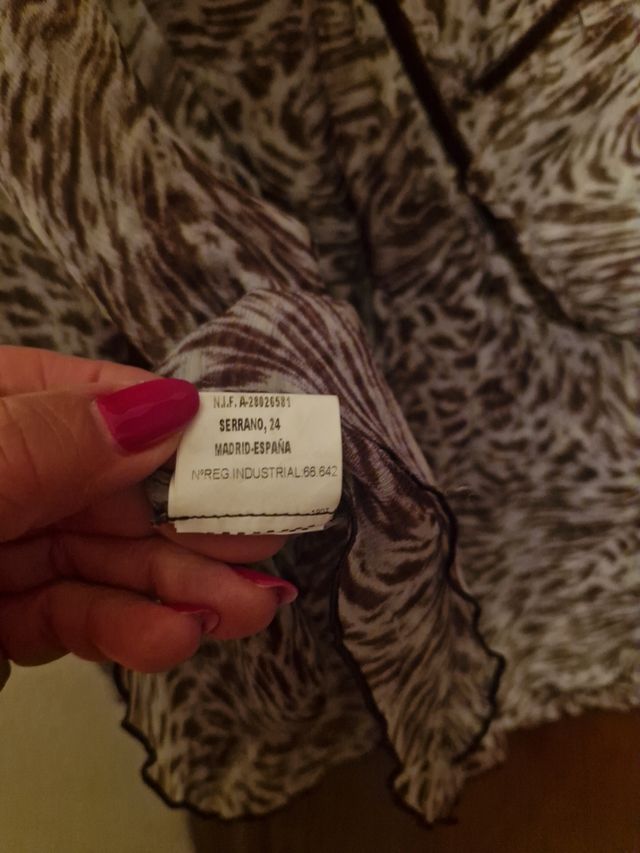 N.I.F. A-28026581
SERRANO, 24
MADRID-ESPAÑA
NºREG.INDUSTRIAL:66.642